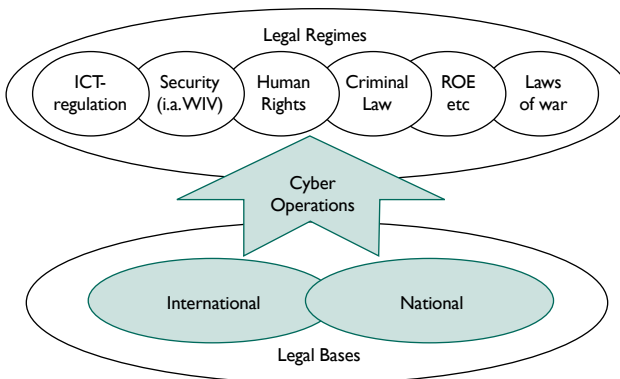 Legal Regimes
ICT-
regulation
Security
(i.a. WIV)
Human
Rights
Criminal
Law
ROE
etc
Laws
of war
Cyber
Operations
International
National
Legal Bases